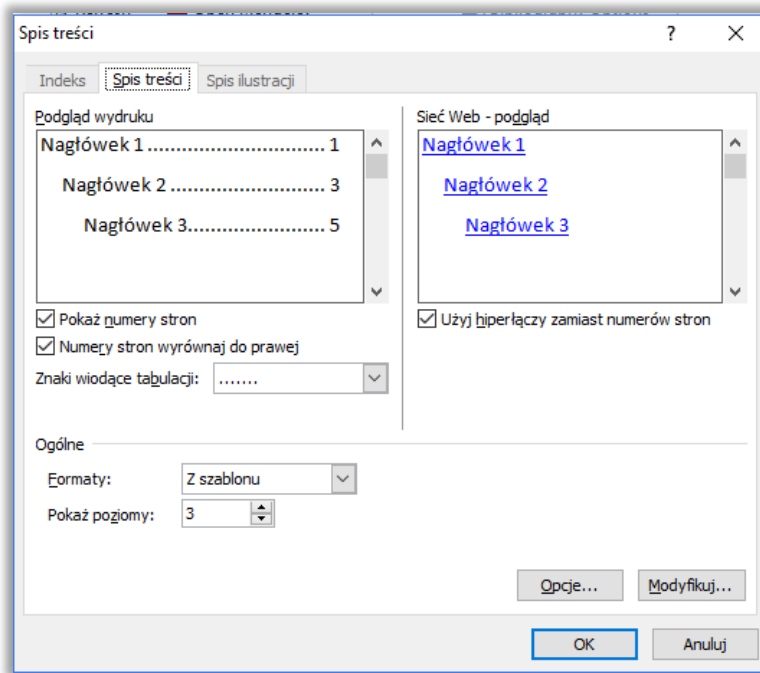 Spis treści ? ×
Indeks Spis treści Spis ilustracji
Podgląd wydruku
Nagłówek 1 ................................ 1
Nagłówek 2 ............................ 3
Nagłówek 3......................... 5
Pokaż numery stron
Numery stron wyrównaj do prawej
Znaki wiodące tabulacji: .......
Sieć Web - podgląd
Nagłówek 1
Nagłówek 2
Nagłówek 3
Użyj hiperłączy zamiast numerów stron
Ogólne
Formaty: Z szablonu
Pokaż poziomy: 3
Opcje... Modyfikuj...
OK Anuluj